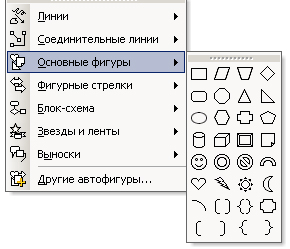 Линии
Соединительные линии
Основные фигуры
Фигурные стрелки
Блок-схема
Звезды и ленты
Выноски
Другие автофигуры...